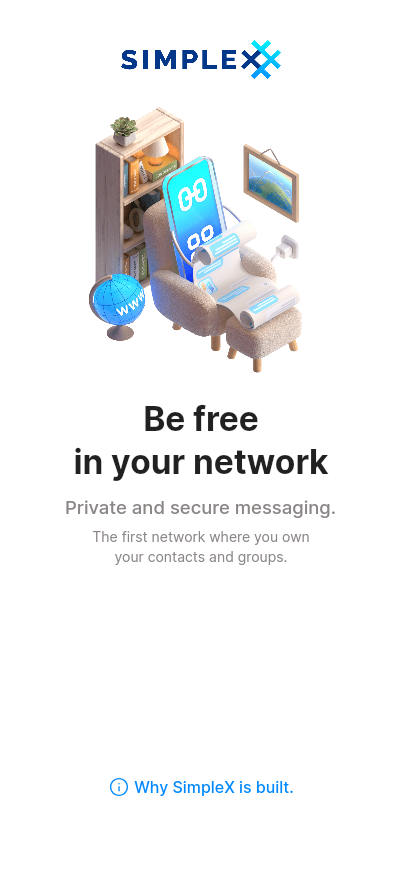 SIMPLEX
www
Be free
in your network
Private and secure messaging.
The first network where you own
your contacts and groups.
Why SimpleX is built.